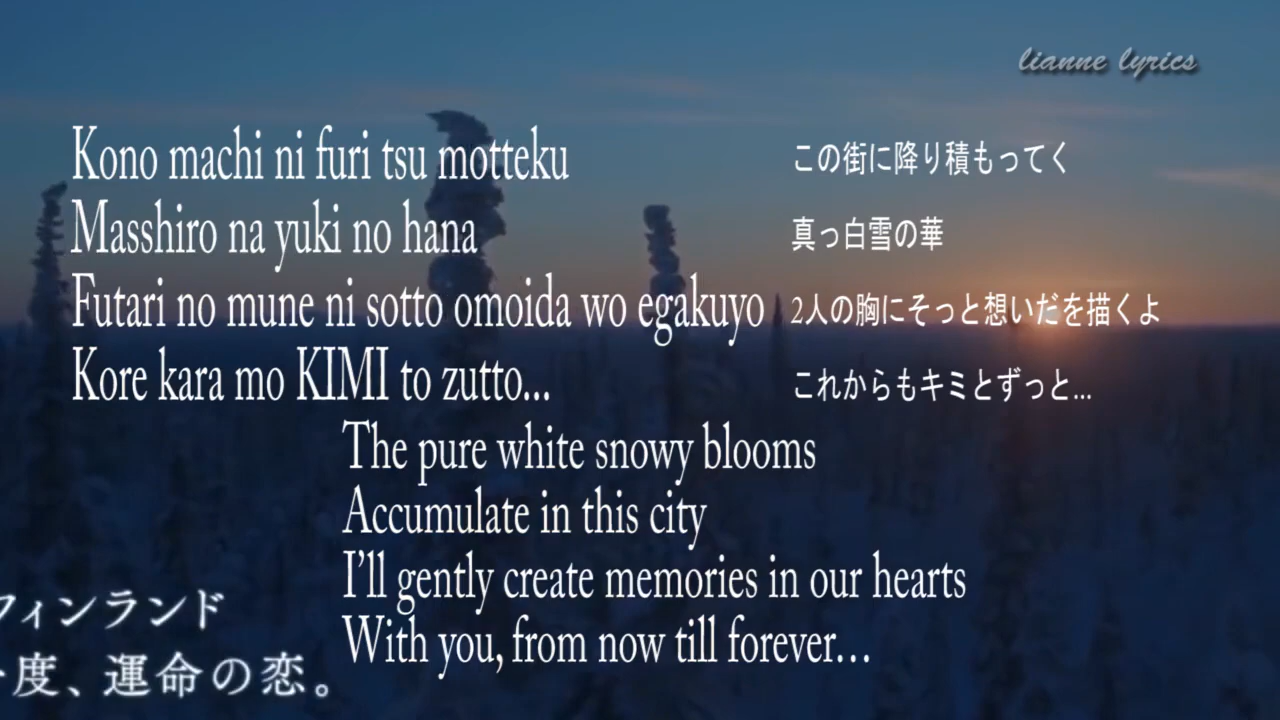 lianne lyrics
Kono machi ni furi tsu motteku
この街に降り積もってく
Masshiro na yuki no hana
真っ白雪の華
Futari no mune ni sotto omoida wo egakuyo
2人の胸にそっと想いだを描くよ
Kore kara mo KIMI to zutto...
これからもキミとずっと...
The pure white snowy blooms
Accumulate in this city
I'll gently create memories in our hearts
With you, from now till forever...
フィンランド
度、運命の恋。